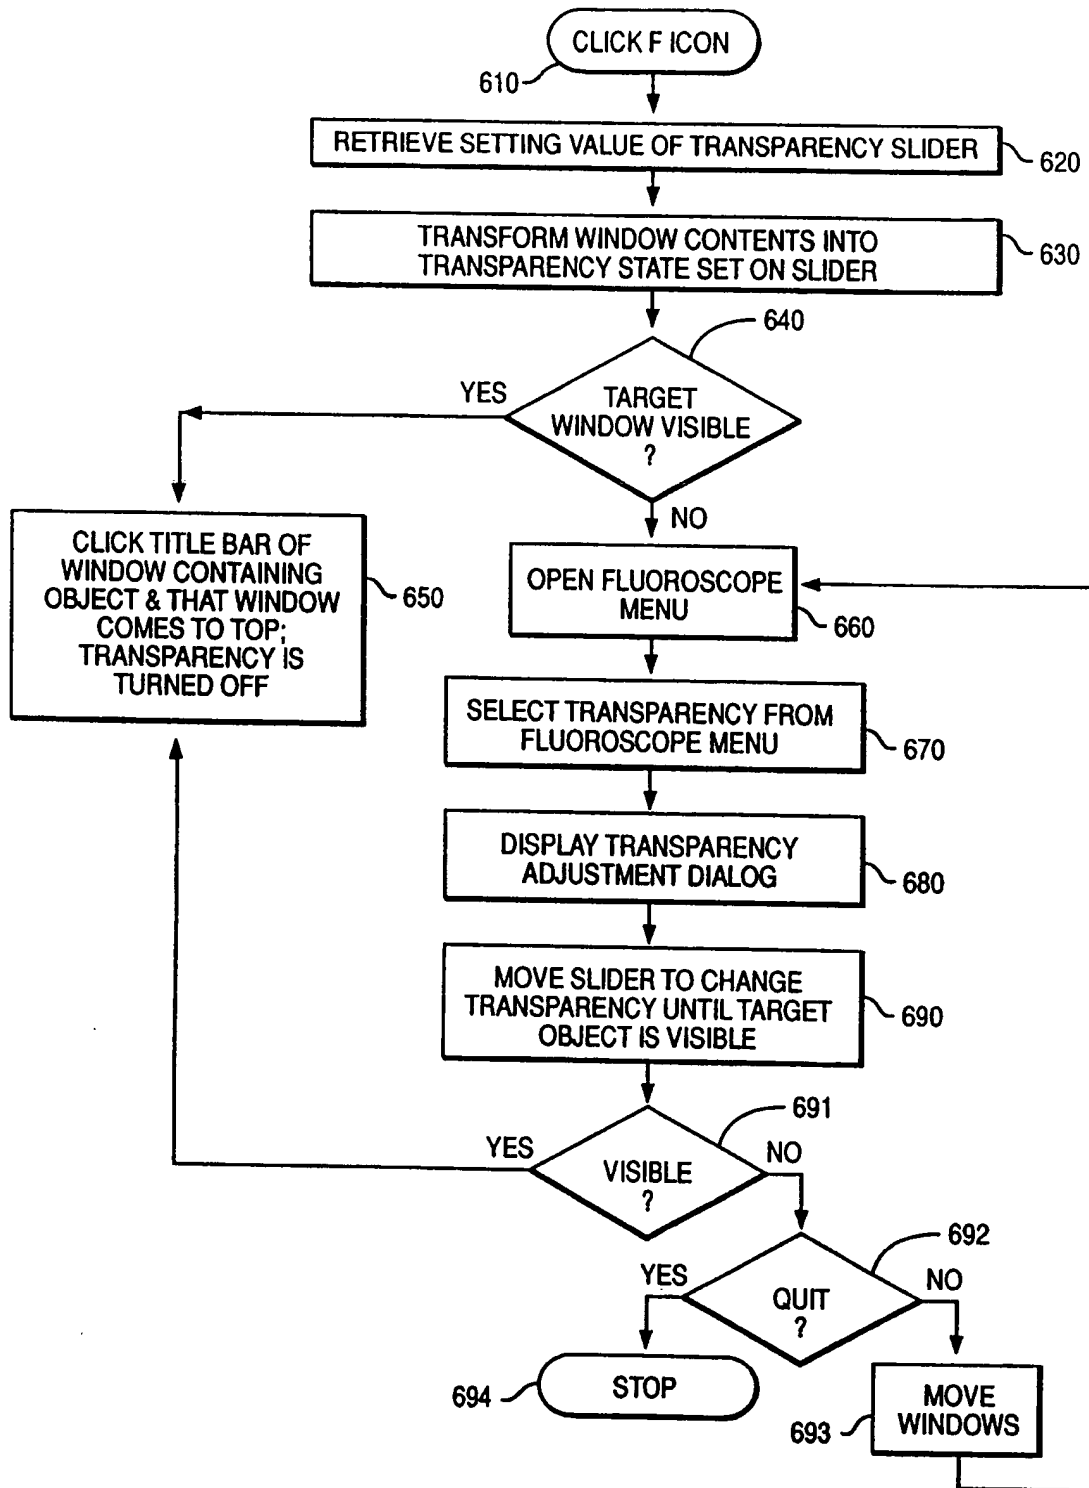 CLICK F ICON
610
RETRIEVE SETTING VALUE OF TRANSPARENCY SLIDER
620
TRANSFORM WINDOW CONTENTS INTO
TRANSPARENCY STATE SET ON SLIDER
630
640
YES
TARGET
WINDOW VISIBLE
?
NO
CLICK TITLE BAR OF
WINDOW CONTAINING
OBJECT & THAT WINDOW
COMES TO TOP;
TRANSPARENCY IS
TURNED OFF
650
OPEN FLUOROSCOPE
MENU
660
SELECT TRANSPARENCY FROM
FLUOROSCOPE MENU
670
DISPLAY TRANSPARENCY
ADJUSTMENT DIALOG
680
MOVE SLIDER TO CHANGE
TRANSPARENCY UNTIL TARGET
OBJECT IS VISIBLE
690
691
YES
VISIBLE
?
NO
692
YES
QUIT
?
NO
STOP
694
MOVE
WINDOWS
693